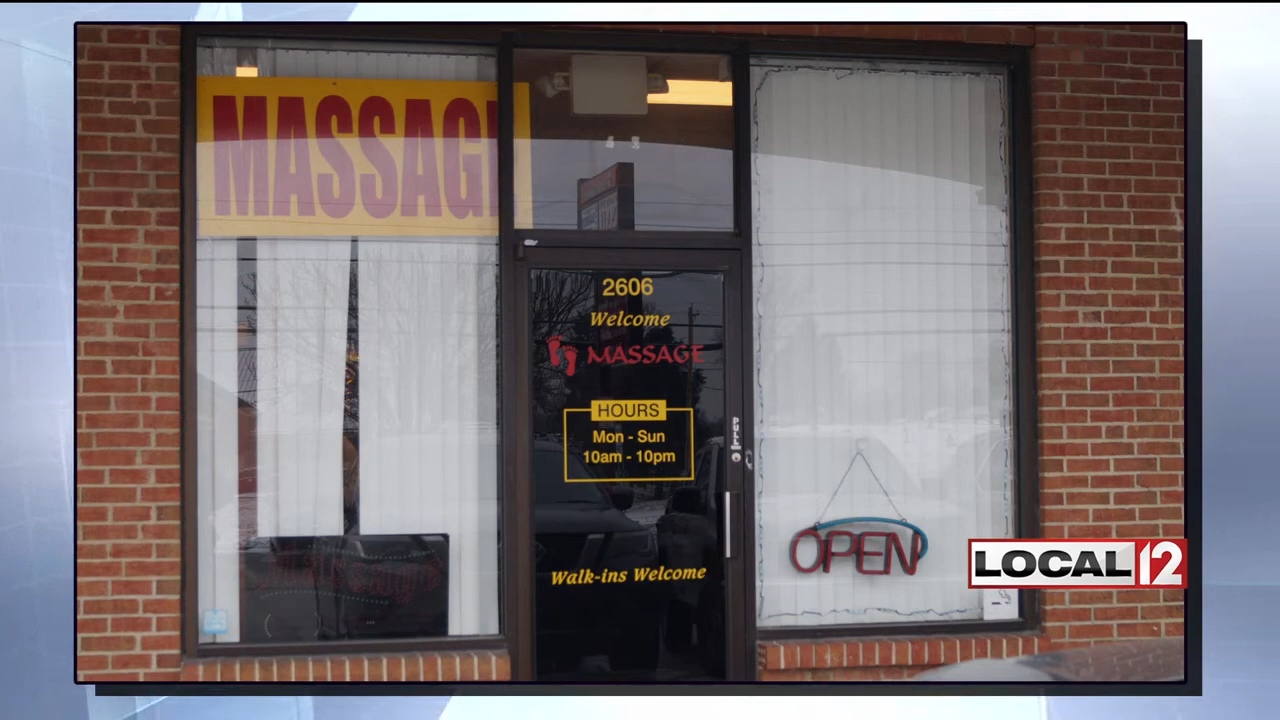 MASSAGE
2606
Welcome
MASSAGE
HOURS
Mon - Sun
10am - 10pm
PULL
Walk-ins Welcome
OPEN
LOCAL 12